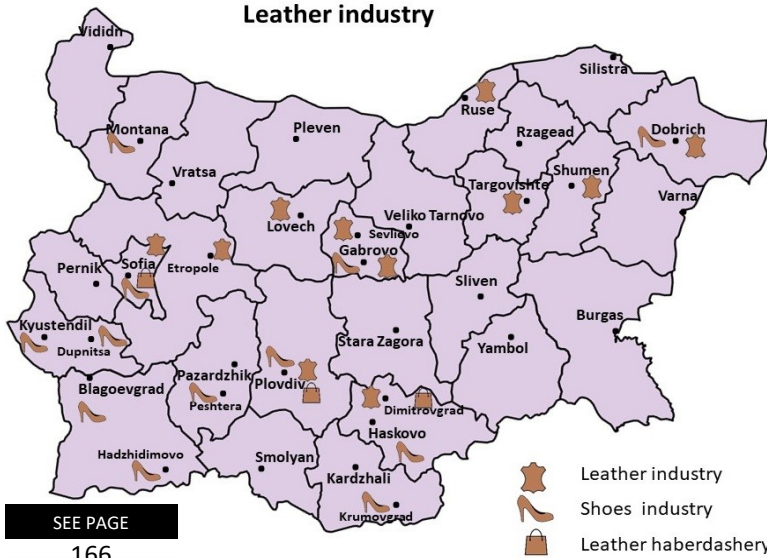 Leather industry
Vididn
Silistra
Ruse
Montana
Pleven
Rzagead
Dobrich
Vratsa
Targovishte
Shumen
Varna
Lovech
Veliko Tarnovo
Sevlievo
Gabrovo
Sofia
Etropole
Pernik
Sliven
Burgas
Kyustendil
Dupnitsa
Stara Zagora
Yambol
Blagoevgrad
Pazardzhik
Peshtera
Plovdiv
Dimitrovgrad
Haskovo
Hadzhidimovo
Smolyan
Kardzhali
Krumovgrad
Leather industry
Shoes industry
Leather haberdashery
SEE PAGE
166